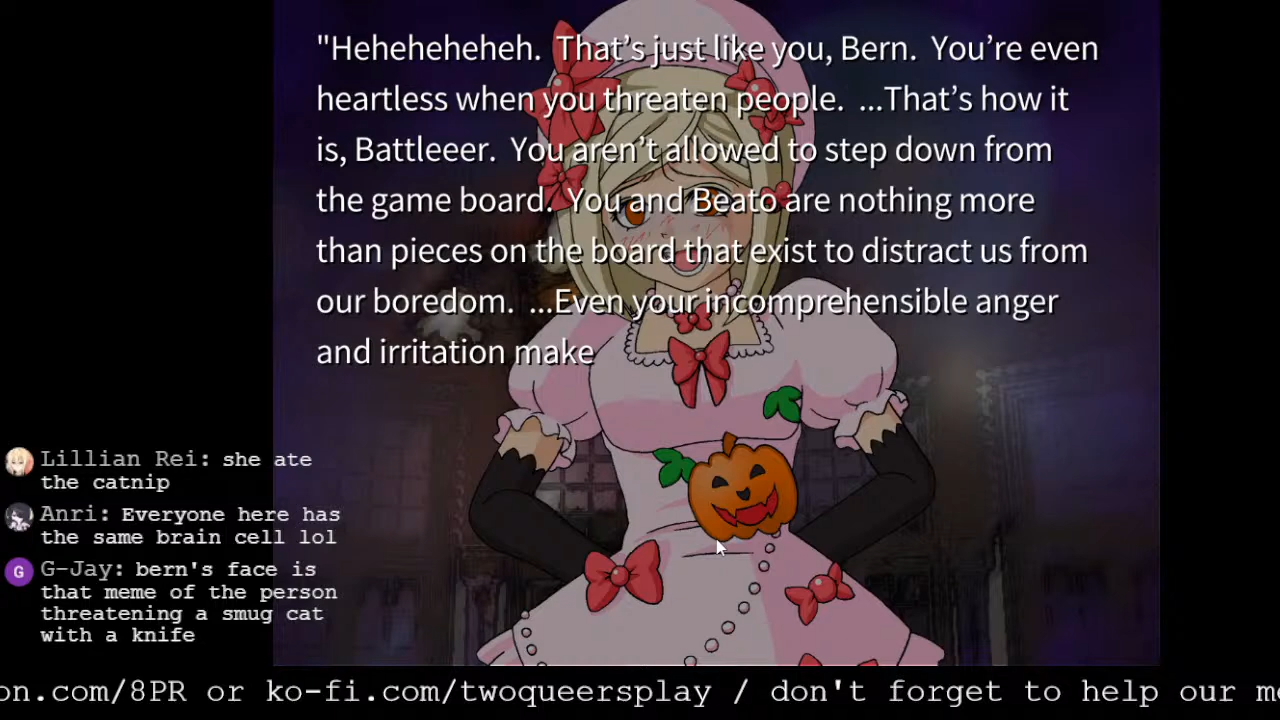 "Heheheheheh.  That’s just like you, Bern.  You’re even
heartless when you threaten people.  ...That’s how it
is, Battleeer.  You aren’t allowed to step down from
the game board.  You and Beato are nothing more
than pieces on the board that exist to distract us from
our boredom.  ...Even your incomprehensible anger
and irritation make
Lillian Rei: she ate
the catnip
Anri: Everyone here has
the same brain cell lol
G
G-Jay: bern's face is
that meme of the person
threatening a smug cat
with a knife
on.com/8PR or ko-fi.com/twoqueersplay / don't forget to help our m